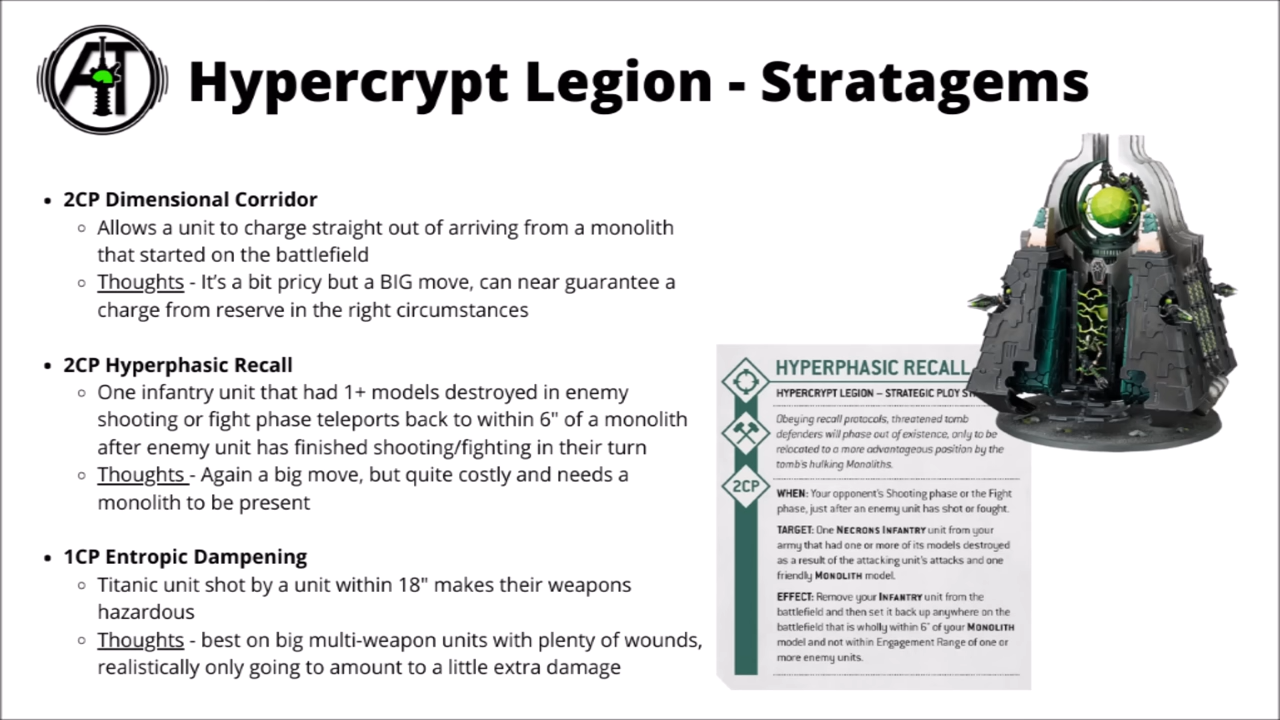 AT
Hypercrypt Legion - Stratagems
• 2CP Dimensional Corridor
○ Allows a unit to charge straight out of arriving from a monolith
that started on the battlefield
○ Thoughts - It's a bit pricy but a BIG move, can near guarantee a
charge from reserve in the right circumstances
• 2CP Hyperphasic Recall
○ One infantry unit that had 1+ models destroyed in enemy
shooting or fight phase teleports back to within 6" of a monolith
after enemy unit has finished shooting/fighting in their turn
○ Thoughts - Again a big move, but quite costly and needs a
monolith to be present
• 1CP Entropic Dampening
○ Titanic unit shot by a unit within 18" makes their weapons
hazardous
○ Thoughts - best on big multi-weapon units with plenty of wounds,
realistically only going to amount to a little extra damage
HYPERPHASIC RECALL
HYPERCRYPT LEGION – STRATEGIC PLOY
Obeying recall protocols, threatened tomb
defenders will phase out of existence, only to be
relocated to a more advantageous position by the
tomb's hulking Monoliths.
2CP
WHEN: Your opponent's Shooting phase or the Fight
phase, just after an enemy unit has shot or fought.
TARGET: One NECRONS INFANTRY unit from your
army that had one or more of its models destroyed
as a result of the attacking unit's attacks and one
friendly MONOLITH model.
EFFECT: Remove your INFANTRY unit from the
battlefield and then set it back up anywhere on the
battlefield that is wholly within 6" of your MONOLITH
model and not within Engagement Range of one or
more enemy units.